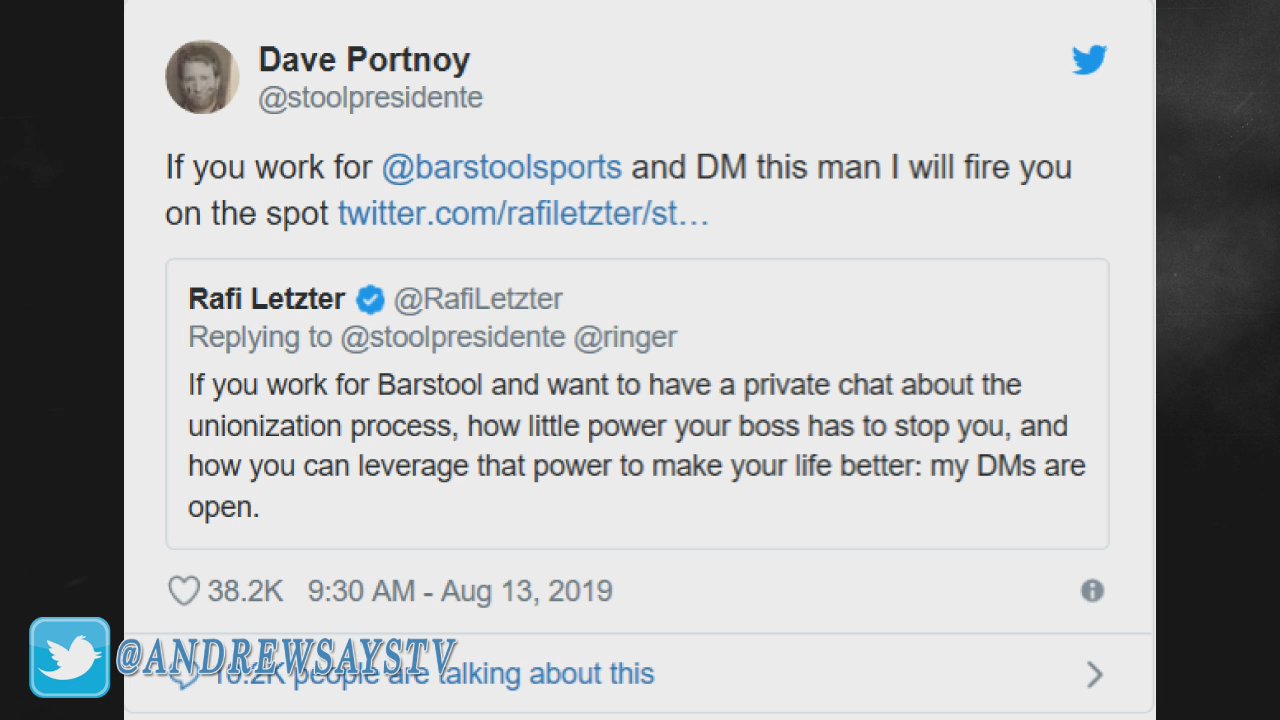 Dave Portnoy
@stoolpresidente
If you work for @barstoolsports and DM this man I will fire you
on the spot twitter.com/rafiletzter/st…
Rafi Letzter @RafiLetzter
Replying to @stoolpresidente @ringer
If you work for Barstool and want to have a private chat about the
unionization process, how little power your boss has to stop you, and
how you can leverage that power to make your life better: my DMs are
open.
38.2K 9:30 AM - Aug 13, 2019
@ANDREWSAYSTV
people are talking about this